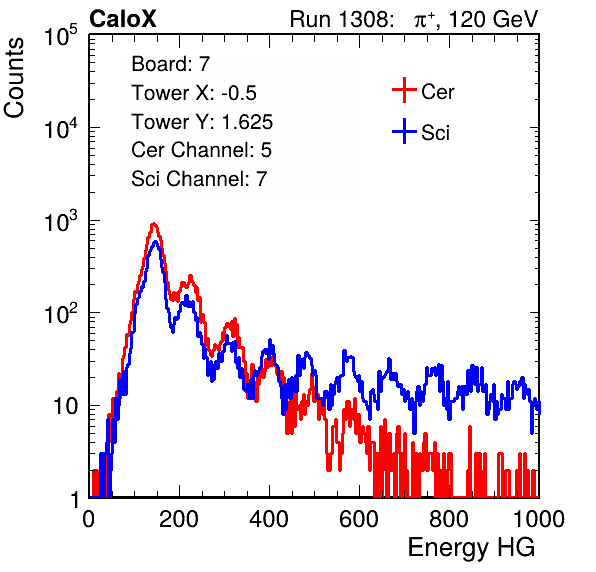 CaloX Run 1308: π⁺, 120 GeV
Counts
Board: 7
Tower X: -0.5
Tower Y: 1.625
Cer Channel: 5
Sci Channel: 7
Cer
Sci
10⁵
10⁴
10³
10²
10
1
0 200 400 600 800 1000
Energy HG